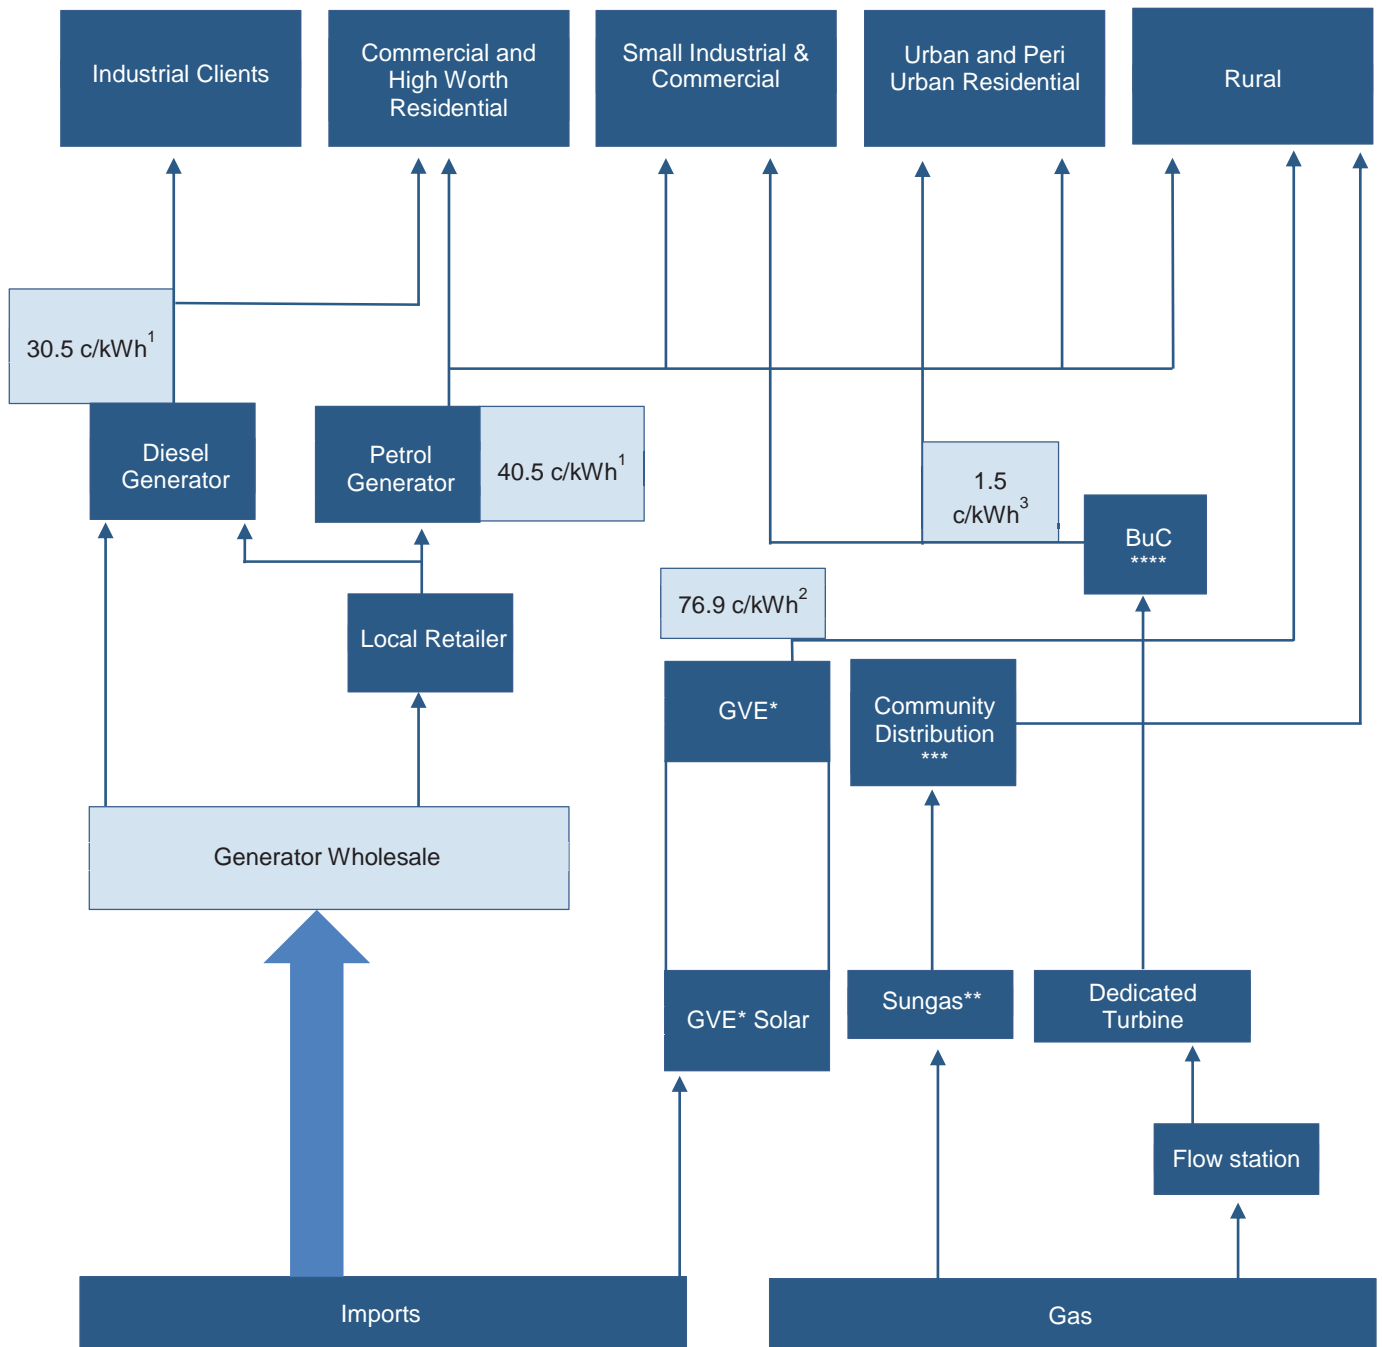 Industrial Clients
Commercial and
High Worth
Residential
Small Industrial &
Commercial
Urban and Peri
Urban Residential
Rural
30.5 c/kWh¹
Diesel
Generator
Petrol
Generator
40.5 c/kWh¹
1.5
c/kWh³
BuC
****
76.9 c/kWh²
Local Retailer
GVE*
Community
Distribution
***
Generator Wholesale
GVE* Solar
Sungas**
Dedicated
Turbine
Flow station
Imports
Gas